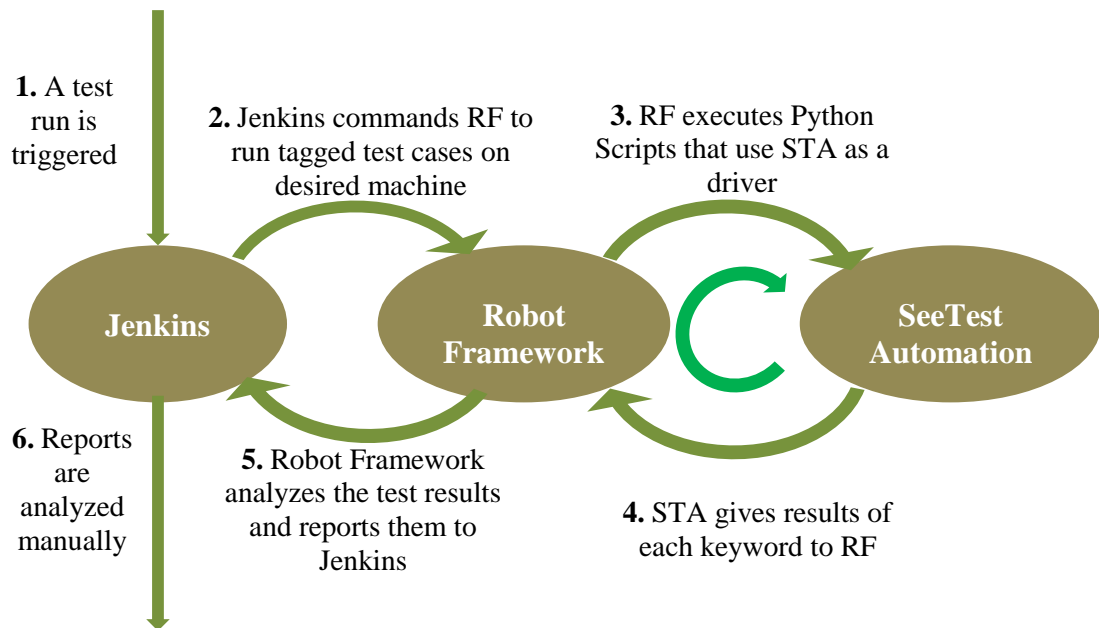 1. A test
run is
triggered
2. Jenkins commands RF to
run tagged test cases on
desired machine
3. RF executes Python
Scripts that use STA as a
driver
Jenkins
Robot
Framework
SeeTest
Automation
4. STA gives results of
each keyword to RF
5. Robot Framework
analyzes the test results
and reports them to
Jenkins
6. Reports
are
analyzed
manually